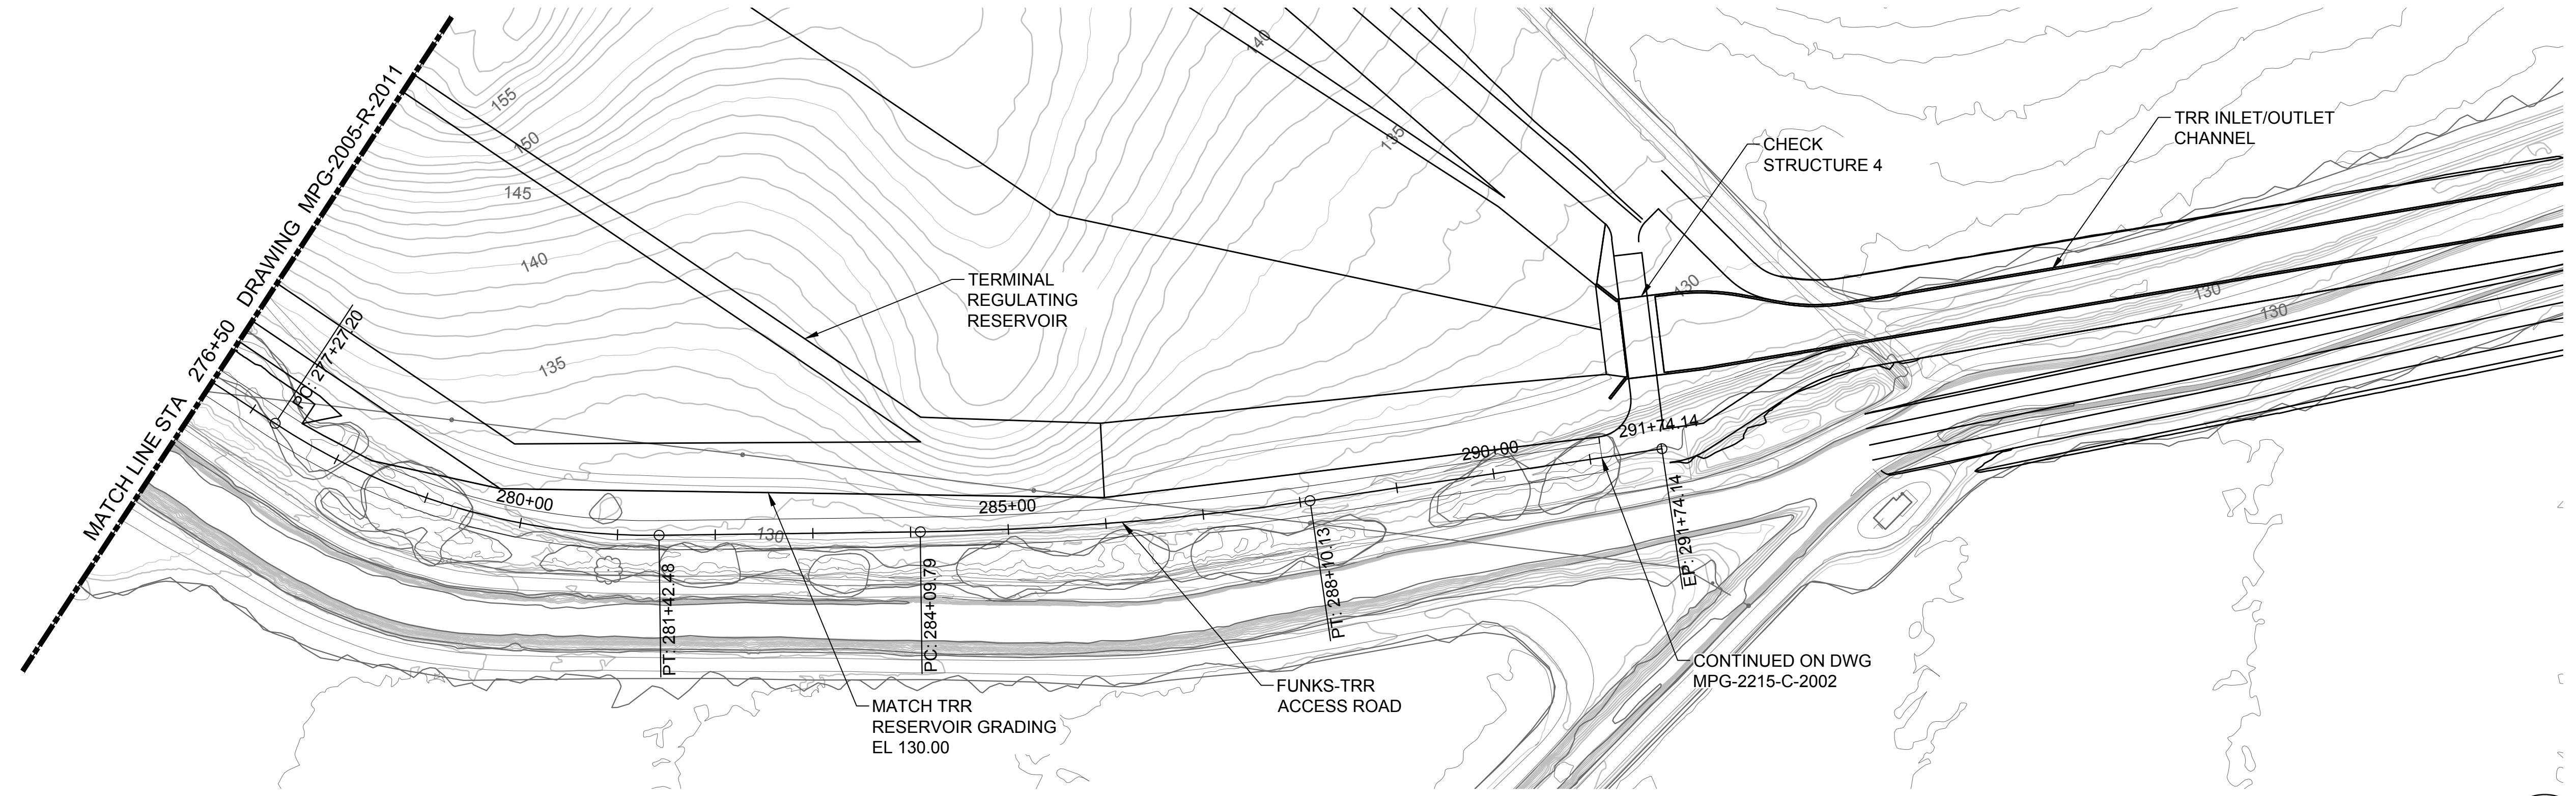 MATCH LINE STA 276+50 DRAWING MPG-2005-R-2011
155
150
145
140
135
140
135
130
130
130
130
PC: 277+27.20
TERMINAL
REGULATING
RESERVOIR
CHECK
STRUCTURE 4
TRR INLET/OUTLET
CHANNEL
280+00
285+00
290+00
291+74.14
PT: 281+42.48
PC: 284+09.79
PT: 288+10.13
EP: 291+74.14
MATCH TRR
RESERVOIR GRADING
EL 130.00
FUNKS-TRR
ACCESS ROAD
CONTINUED ON DWG
MPG-2215-C-2002